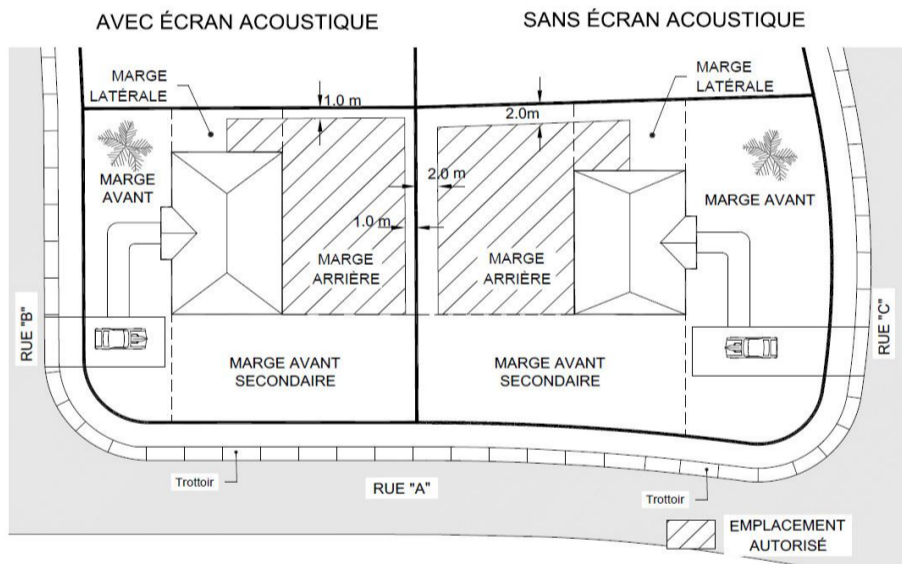 AVEC ÉCRAN ACOUSTIQUE
SANS ÉCRAN ACOUSTIQUE
MARGE
LATÉRALE
1.0 m
2.0m
MARGE
LATÉRALE
MARGE
AVANT
2.0 m
1.0 m
MARGE AVANT
MARGE
ARRIÈRE
MARGE
ARRIÈRE
RUE "B"
RUE "C"
MARGE AVANT
SECONDAIRE
MARGE AVANT
SECONDAIRE
Trottoir
RUE "A"
Trottoir
EMPLACEMENT
AUTORISÉ